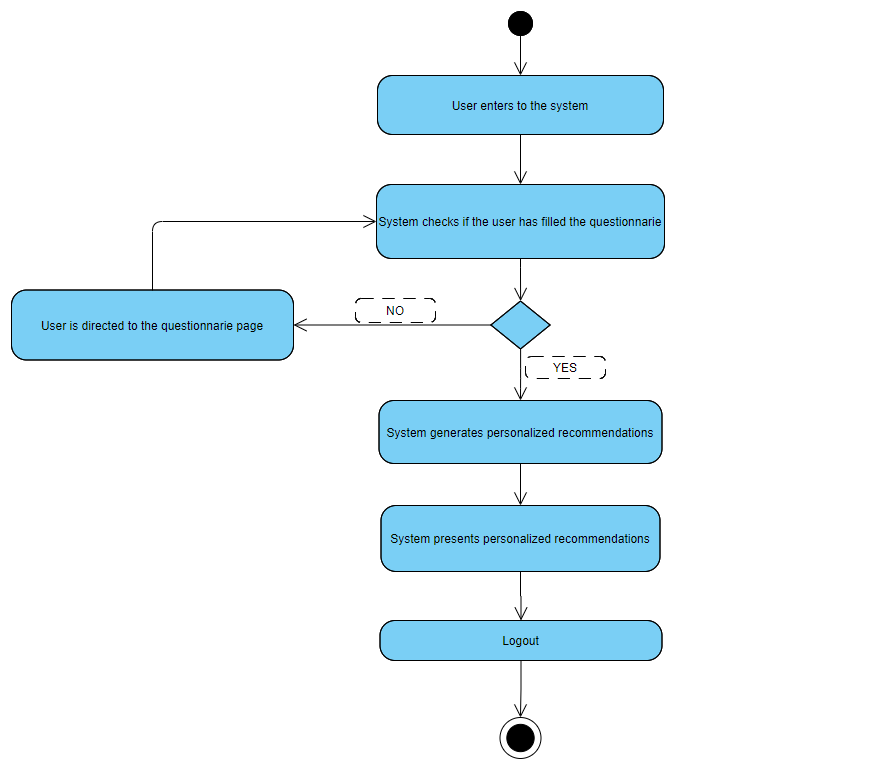 User enters to the system
System checks if the user has filled the questionnarie
NO
User is directed to the questionnarie page
YES
System generates personalized recommendations
System presents personalized recommendations
Logout